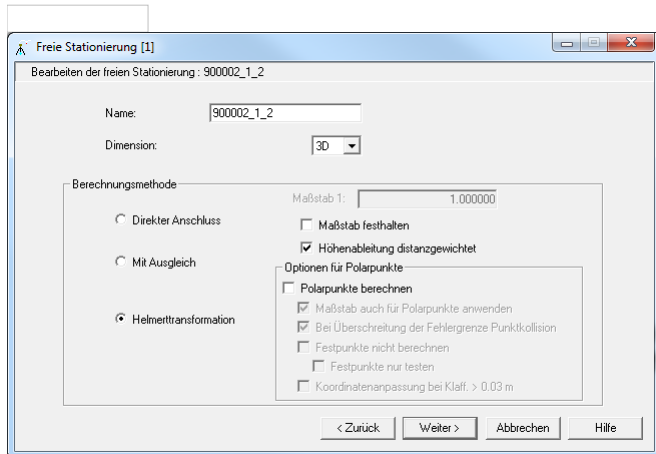 Freie Stationierung [1]
Bearbeiten der freien Stationierung : 900002_1_2
Name: 900002_1_2
Dimension: 3D
Berechnungsmethode
Maßstab 1: 1.000000
Direkter Anschluss
Maßstab festhalten
Höhenableitung distanzgewichtet
Mit Ausgleich
Optionen für Polarpunkte
Polarpunkte berechnen
Maßstab auch für Polarpunkte anwenden
Helmerttransformation
Bei Überschreitung der Fehlergrenze Punktkollision
Festpunkte nicht berechnen
Festpunkte nur testen
Koordinatenanpassung bei Klaff. > 0.03 m
< Zurück Weiter > Abbrechen Hilfe